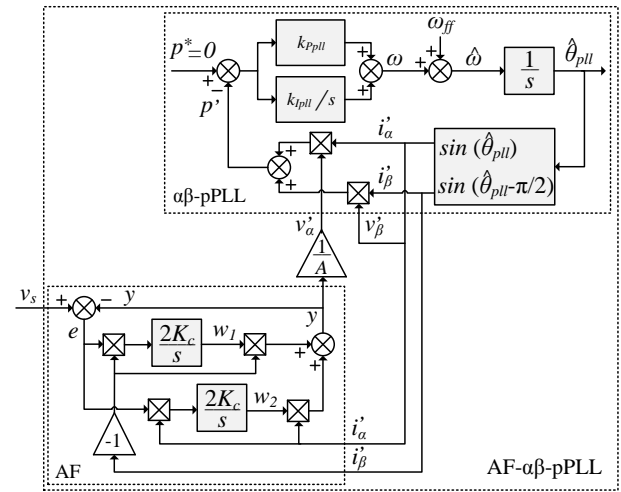 p*=0
+
−
p'
k_Ppll
k_Ipll/s
+
+
ω
ω_ff
+
+
ω̂
1/s
θ̂_pll
i'_α
sin (θ̂_pll)
+
+
i'_β
sin (θ̂_pll-π/2)
αβ-pPLL
v'_α
v'_β
1/A
v_s
+
−
y
y
e
2K_c/s
w_1
+
+
2K_c/s
w_2
-1
i'_α
i'_β
AF
AF-αβ-pPLL